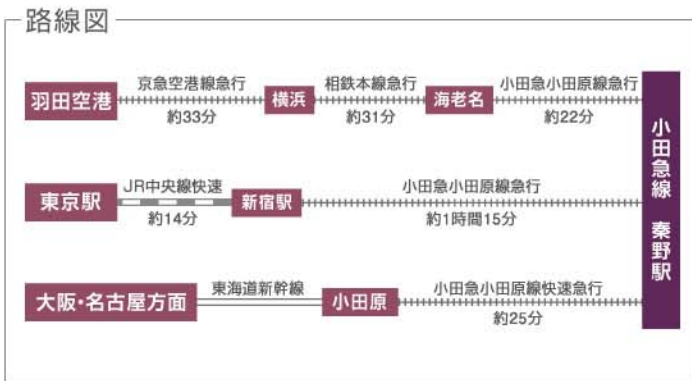 路線図
京急空港線急行 相鉄本線急行 小田急小田原線急行
羽田空港 横浜 海老名
約33分 約31分 約22分
JR中央線快速 小田急小田原線急行
東京駅 新宿駅
約14分 約1時間15分
東海道新幹線 小田急小田原線快速急行
大阪・名古屋方面 小田原
約25分
小田急線 秦野駅